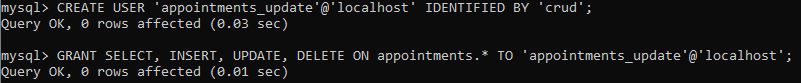 mysql> CREATE USER 'appointments_update'@'localhost' IDENTIFIED BY 'crud';
Query OK, 0 rows affected (0.03 sec)
mysql> GRANT SELECT, INSERT, UPDATE, DELETE ON appointments.* TO 'appointments_update'@'localhost';
Query OK, 0 rows affected (0.01 sec)